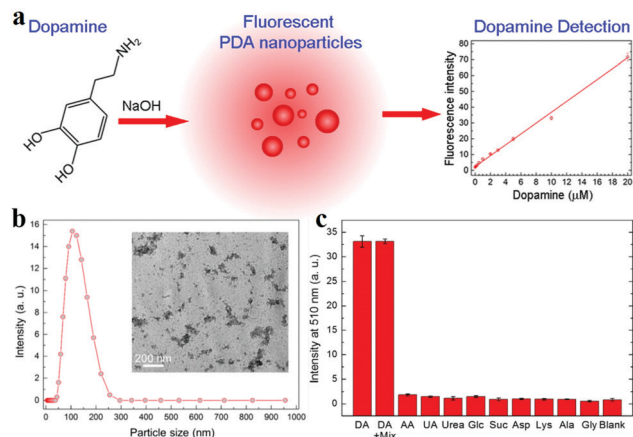 a
Dopamine
Fluorescent
PDA nanoparticles
Dopamine Detection
NH2
HO
HO
NaOH
Fluorescence intensity
80
70
60
50
40
30
20
10
0
0 2 4 6 8 10 12 14 16 18 20
Dopamine (μM)
b
Intensity (a. u.)
16
14
12
10
8
6
4
2
0
0 100 200 300 400 500 600 700 800 900 1000
Particle size (nm)
200 nm
c
Intensity at 510 nm (a. u.)
35
30
25
20
15
10
5
0
DA DA AA UA Urea Glc Suc Asp Lys Ala Gly Blank
+Mix